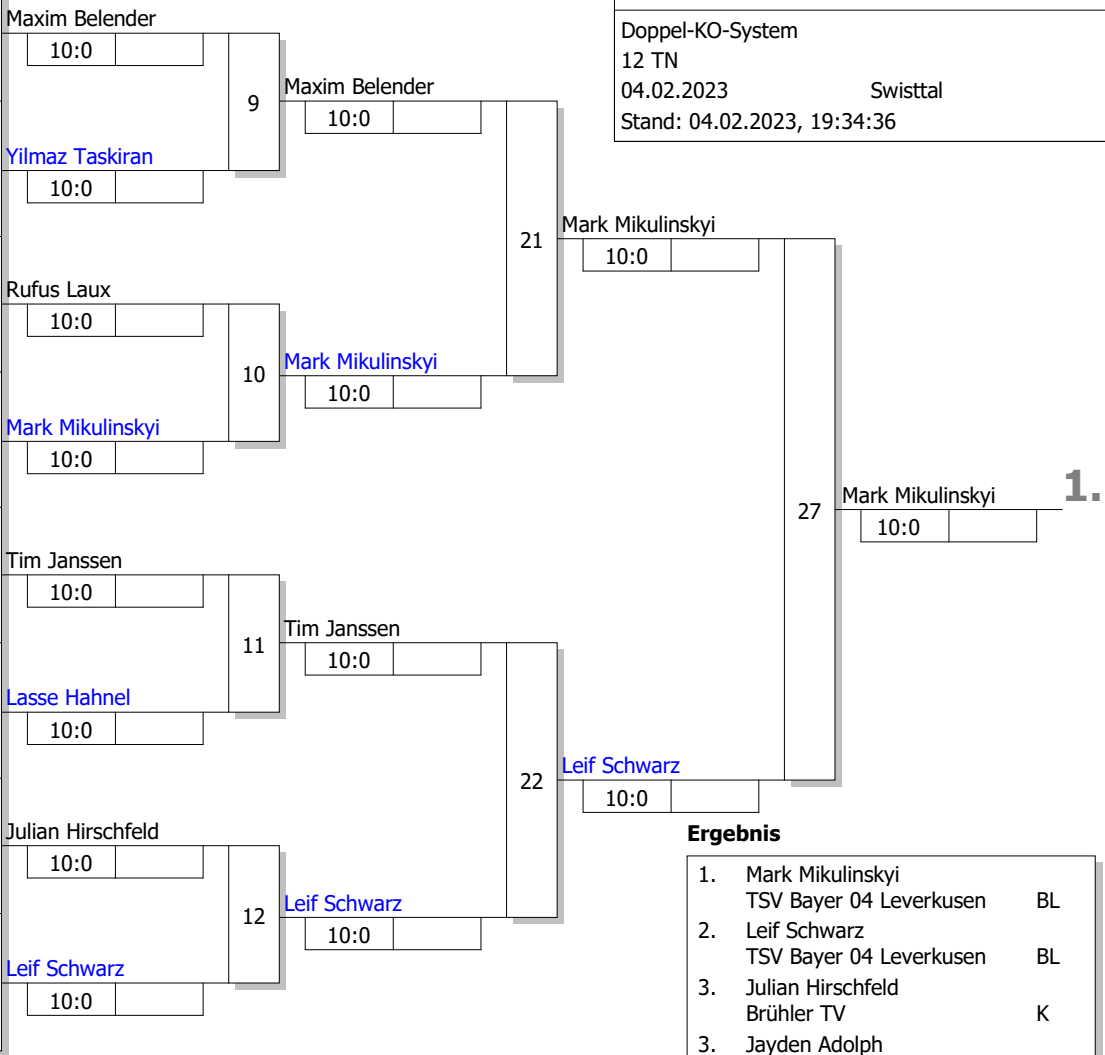 Doppel-KO-System
12 TN
04.02.2023 Swisttal
Stand: 04.02.2023, 19:34:36
Maxim Belender
10:0
9
Yilmaz Taskiran
10:0
Maxim Belender
10:0
21
Rufus Laux
10:0
10
Mark Mikulinskyi
10:0
Mark Mikulinskyi
10:0
Mark Mikulinskyi
10:0
27
Mark Mikulinskyi
10:0
1.
Tim Janssen
10:0
11
Lasse Hahnel
10:0
Tim Janssen
10:0
22
Julian Hirschfeld
10:0
12
Leif Schwarz
10:0
Leif Schwarz
10:0
Leif Schwarz
10:0
Ergebnis
1. Mark Mikulinskyi
TSV Bayer 04 Leverkusen BL
2. Leif Schwarz
TSV Bayer 04 Leverkusen BL
3. Julian Hirschfeld
Brühler TV K
3. Jayden Adolph